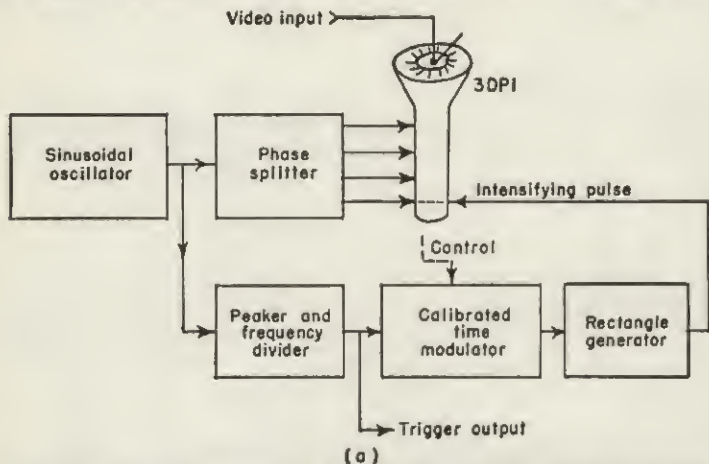 Video input
3DP1
Sinusoidal
oscillator
Phase
splitter
Intensifying pulse
Control
Peaker and
frequency
divider
Calibrated
time
modulator
Rectangle
generator
Trigger output
(a)